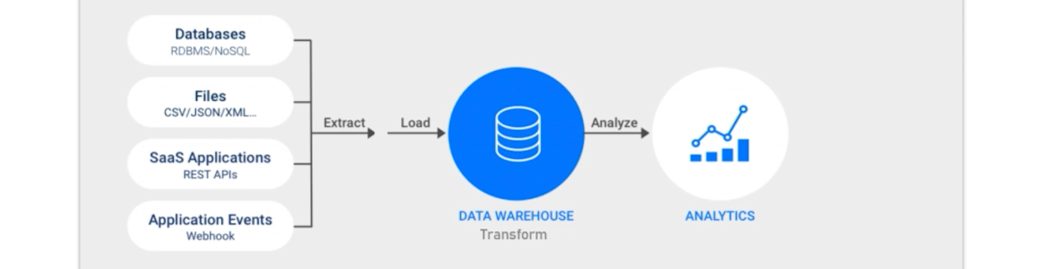 Databases
RDBMS/NoSQL
Files
CSV/JSON/XML...
SaaS Applications
REST APIs
Application Events
Webhook
Extract
Load
DATA WAREHOUSE
Transform
Analyze
ANALYTICS